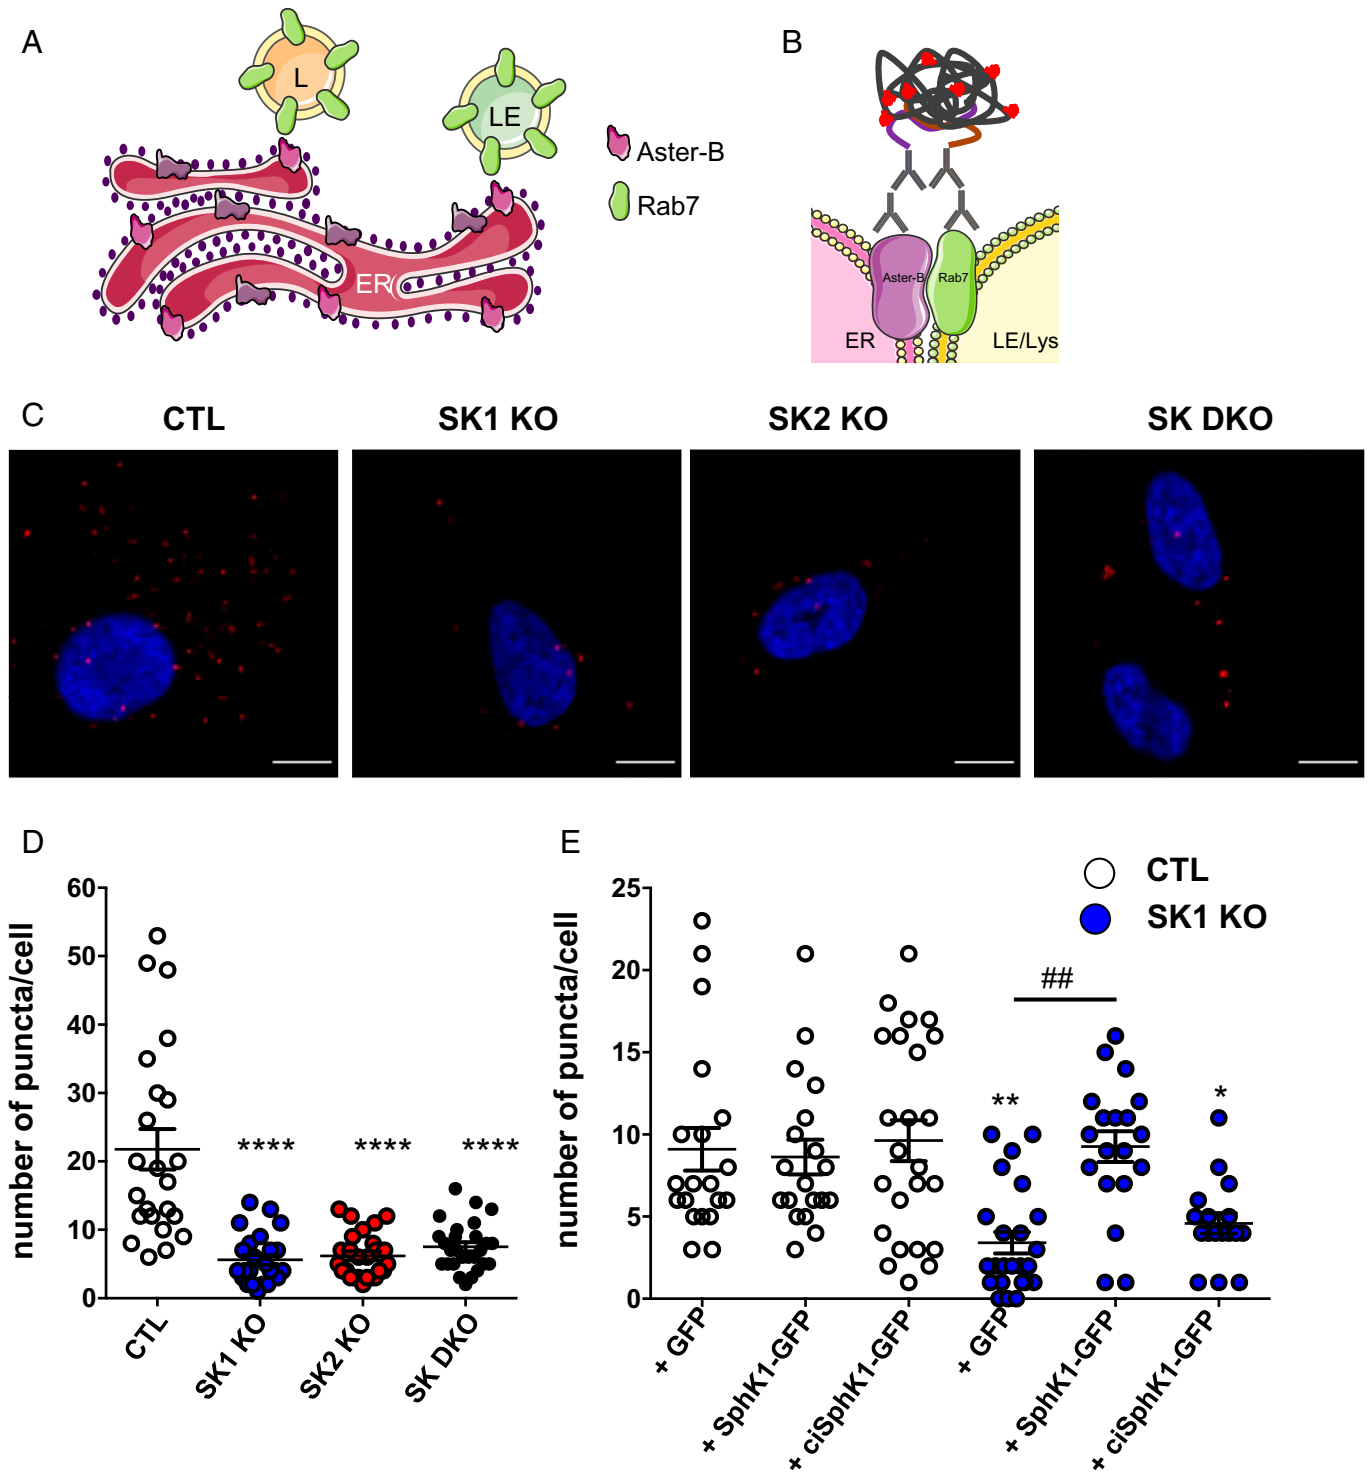 A
B
L
LE
Aster-B
Rab7
ER
Aster-B
Rab7
ER
LE/Lys
C
CTL
SK1 KO
SK2 KO
SK DKO
D
number of puncta/cell
60
50
40
30
20
10
0
****
****
****
CTL
SK1 KO
SK2 KO
SK DKO
E
CTL
SK1 KO
number of puncta/cell
25
20
15
10
5
0
##
**
*
+ GFP
+ SphK1-GFP
+ ciSphK1-GFP
+ GFP
+ SphK1-GFP
+ ciSphK1-GFP